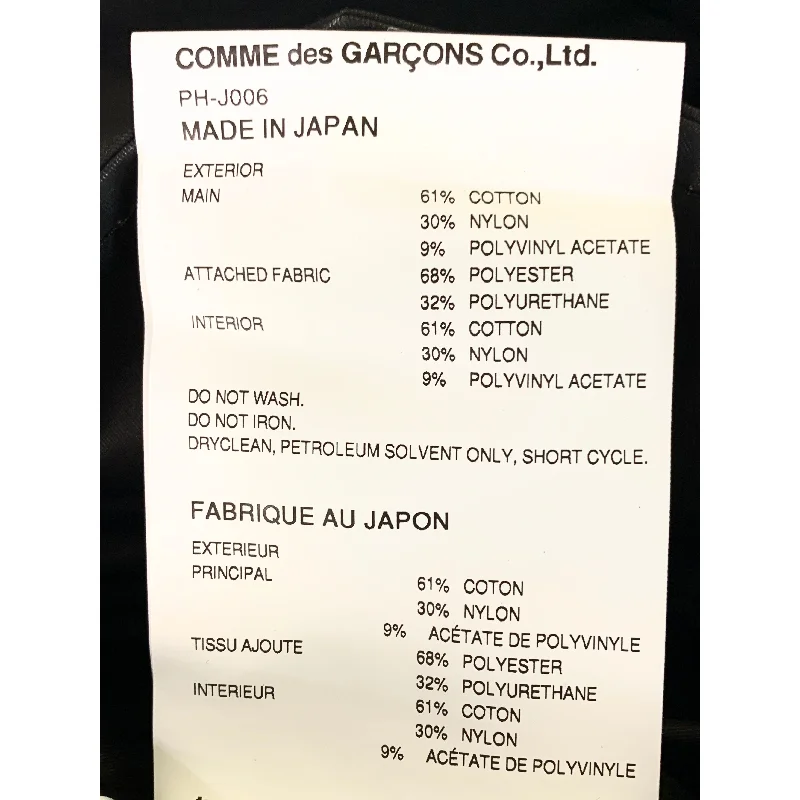 COMME des GARÇONS Co.,Ltd.
PH-J006
MADE IN JAPAN
EXTERIOR
MAIN 61% COTTON
30% NYLON
9% POLYVINYL ACETATE
ATTACHED FABRIC 68% POLYESTER
32% POLYURETHANE
INTERIOR 61% COTTON
30% NYLON
9% POLYVINYL ACETATE
DO NOT WASH.
DO NOT IRON.
DRYCLEAN, PETROLEUM SOLVENT ONLY, SHORT CYCLE.
FABRIQUE AU JAPON
EXTERIEUR
PRINCIPAL 61% COTON
30% NYLON
9% ACÉTATE DE POLYVINYLE
TISSU AJOUTE 68% POLYESTER
32% POLYURETHANE
INTERIEUR 61% COTON
30% NYLON
9% ACÉTATE DE POLYVINYLE